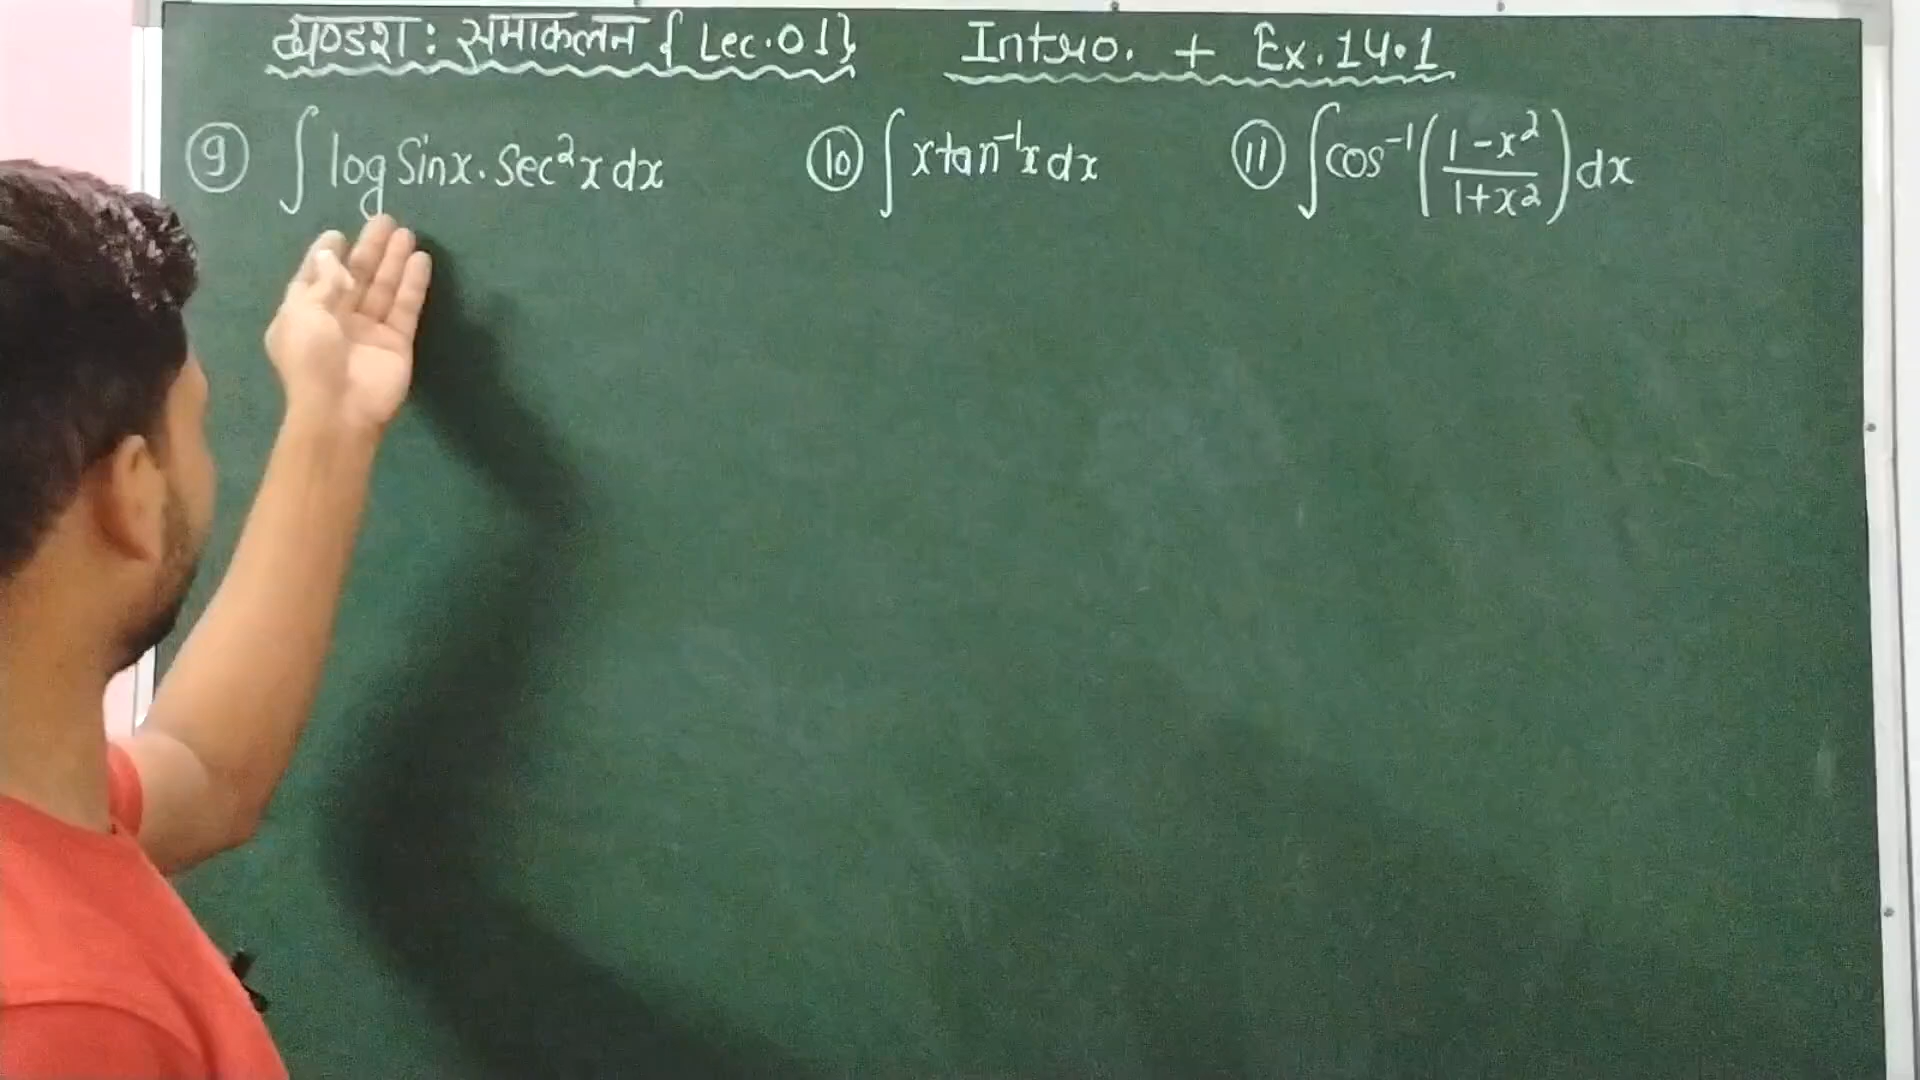 खण्डशः समाकलन { Lec.01} Intro. + Ex.14.1
⑨ ∫ log Sinx. Sec²x dx ⑩ ∫ x tan⁻¹x dx ⑪ ∫ cos⁻¹ (1-x²/1+x²) dx